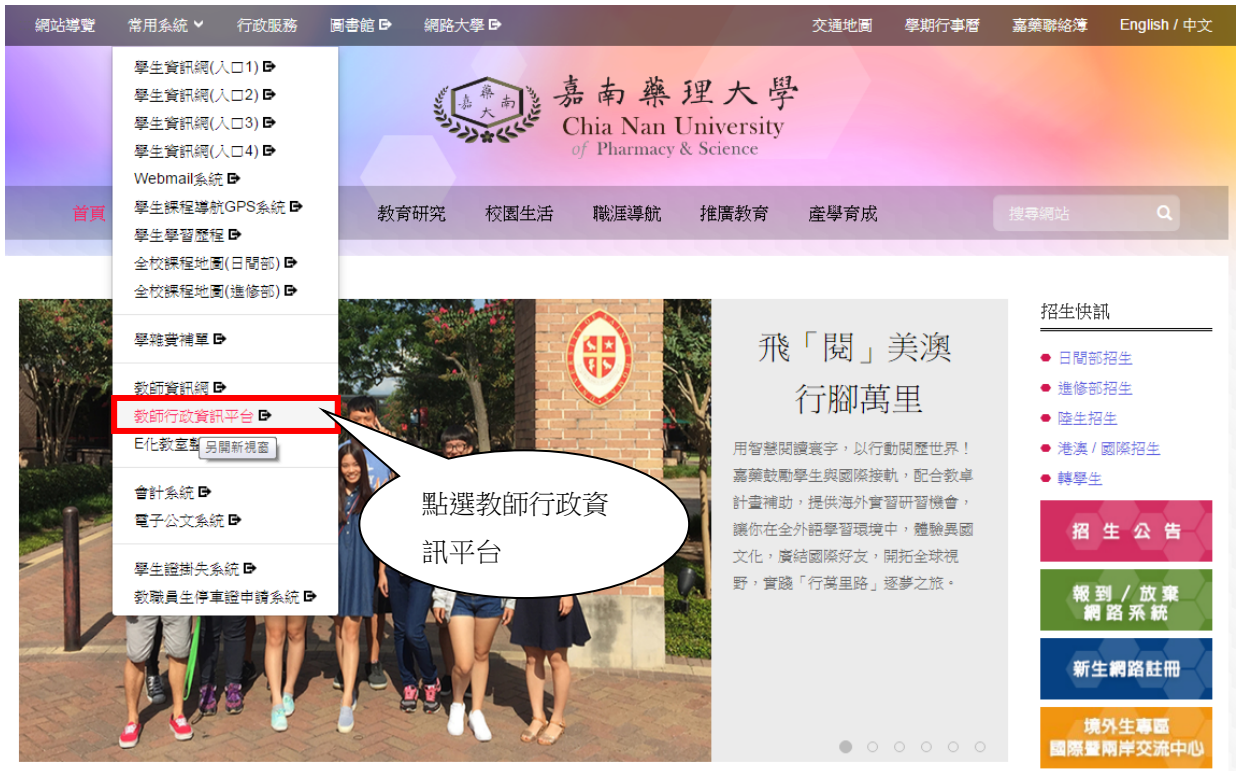 網站導覽
常用系統
行政服務
圖書館
網路大學
交通地圖
學期行事曆
嘉藥聯絡簿
English / 中文
學生資訊網(入口1)
學生資訊網(入口2)
學生資訊網(入口3)
學生資訊網(入口4)
Webmail系統
學生課程導航GPS系統
學生學習歷程
全校課程地圖(日間部)
全校課程地圖(進修部)
學雜費補單
教師資訊網
教師行政資訊平台
E化教室
另開新視窗
會計系統
電子公文系統
學生證掛失系統
教職員生停車證申請系統
嘉藥南大
嘉南藥理大學
Chia Nan University
of Pharmacy & Science
首頁
教育研究
校園生活
職涯導航
推廣教育
產學育成
搜尋網站
點選教師行政資
訊平台
飛「閱」美澳
行腳萬里
用智慧閱讀寰宇，以行動閱歷世界！
嘉藥鼓勵學生與國際接軌，配合教卓
計畫補助，提供海外實習研習機會，
讓你在全外語學習環境中，體驗異國
文化，廣結國際好友，開拓全球視
野，實踐「行萬里路」逐夢之旅。
招生快訊
日間部招生
進修部招生
陸生招生
港澳 / 國際招生
轉學生
招生公告
報到 / 放棄
網路系統
新生網路註冊
境外生專區
國際暨兩岸交流中心